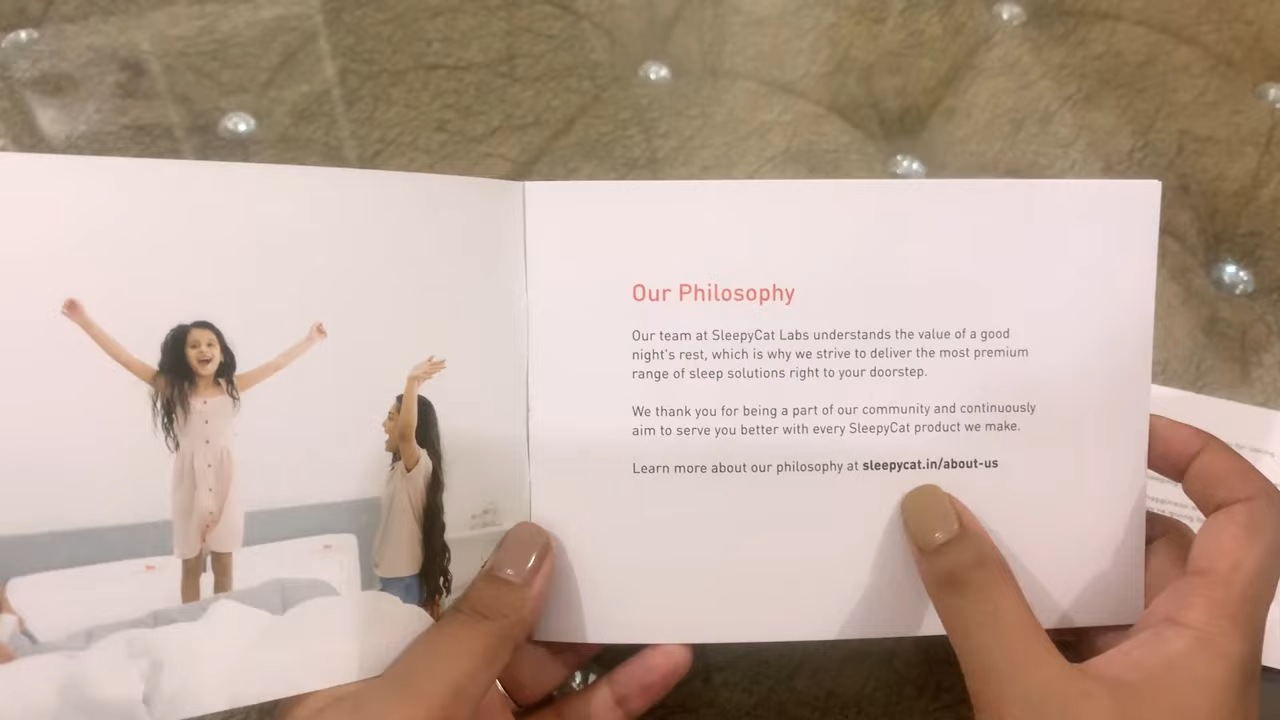 Our Philosophy
Our team at SleepyCat Labs understands the value of a good
night's rest, which is why we strive to deliver the most premium
range of sleep solutions right to your doorstep.
We thank you for being a part of our community and continuously
aim to serve you better with every SleepyCat product we make.
Learn more about our philosophy at sleepycat.in/about-us